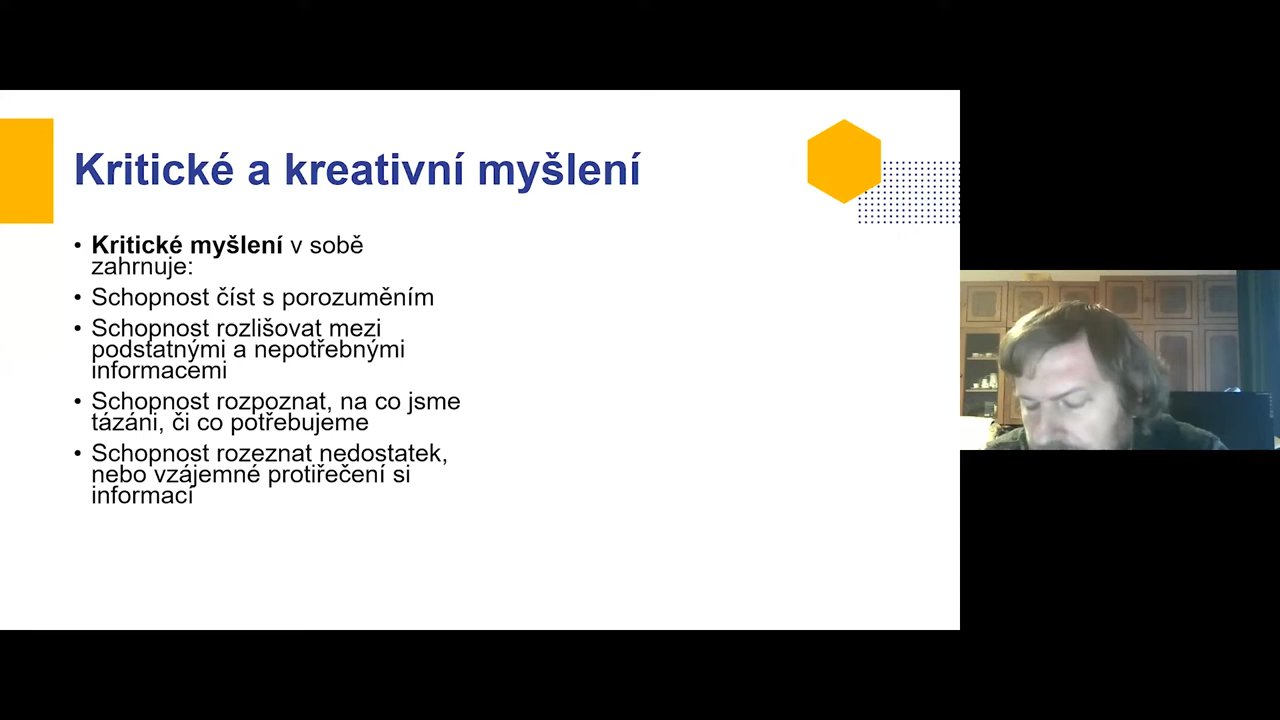 Kritické a kreativní myšlení
• Kritické myšlení v sobě
zahrnuje:
• Schopnost číst s porozuměním
• Schopnost rozlišovat mezi
podstatnými a nepotřebnými
informacemi
• Schopnost rozpoznat, na co jsme
tázáni, či co potřebujeme
• Schopnost rozeznat nedostatek,
nebo vzájemné protiřečení si
informací